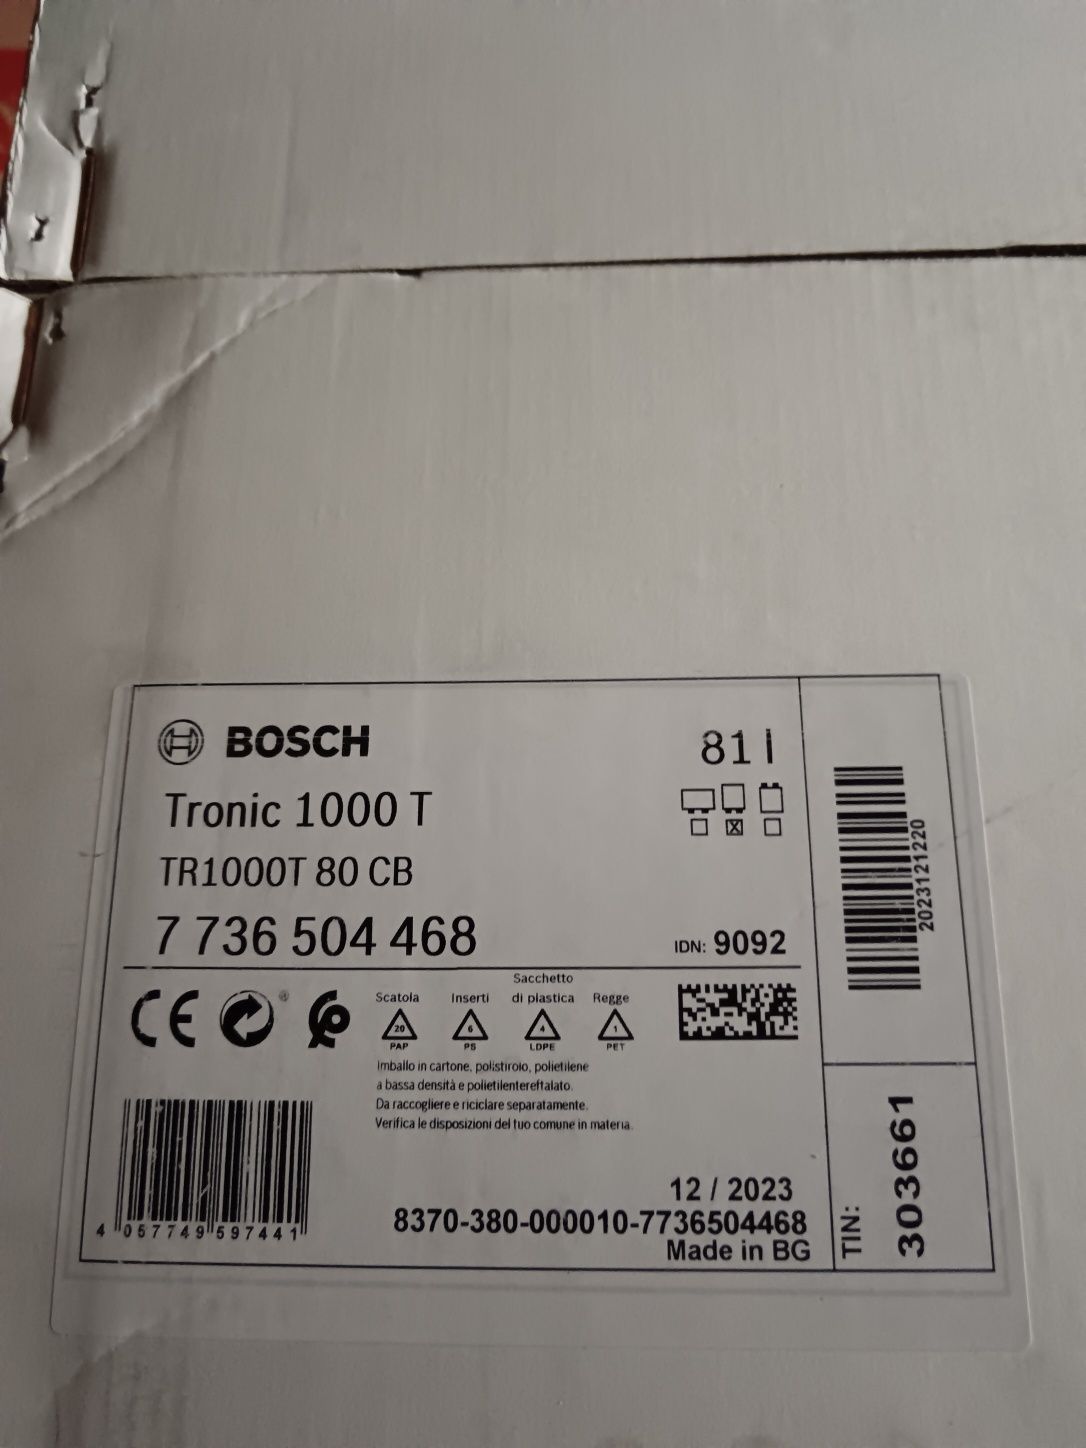 BOSCH
81 l
Tronic 1000 T
TR1000T 80 CB
7 736 504 468
IDN: 9092
CE
Scatola
20
PAP
Inserti
6
PS
Sacchetto
di plastica
4
LDPE
Regge
1
PET
Imballo in cartone, polistirolo, polietilene
a bassa densità e polietilentereftalato.
Da raccogliere e riciclare separatamente.
Verifica le disposizioni del tuo comune in materia.
4 057749 597441
12 / 2023
8370-380-000010-7736504468
Made in BG
2023121220
TIN:
303661